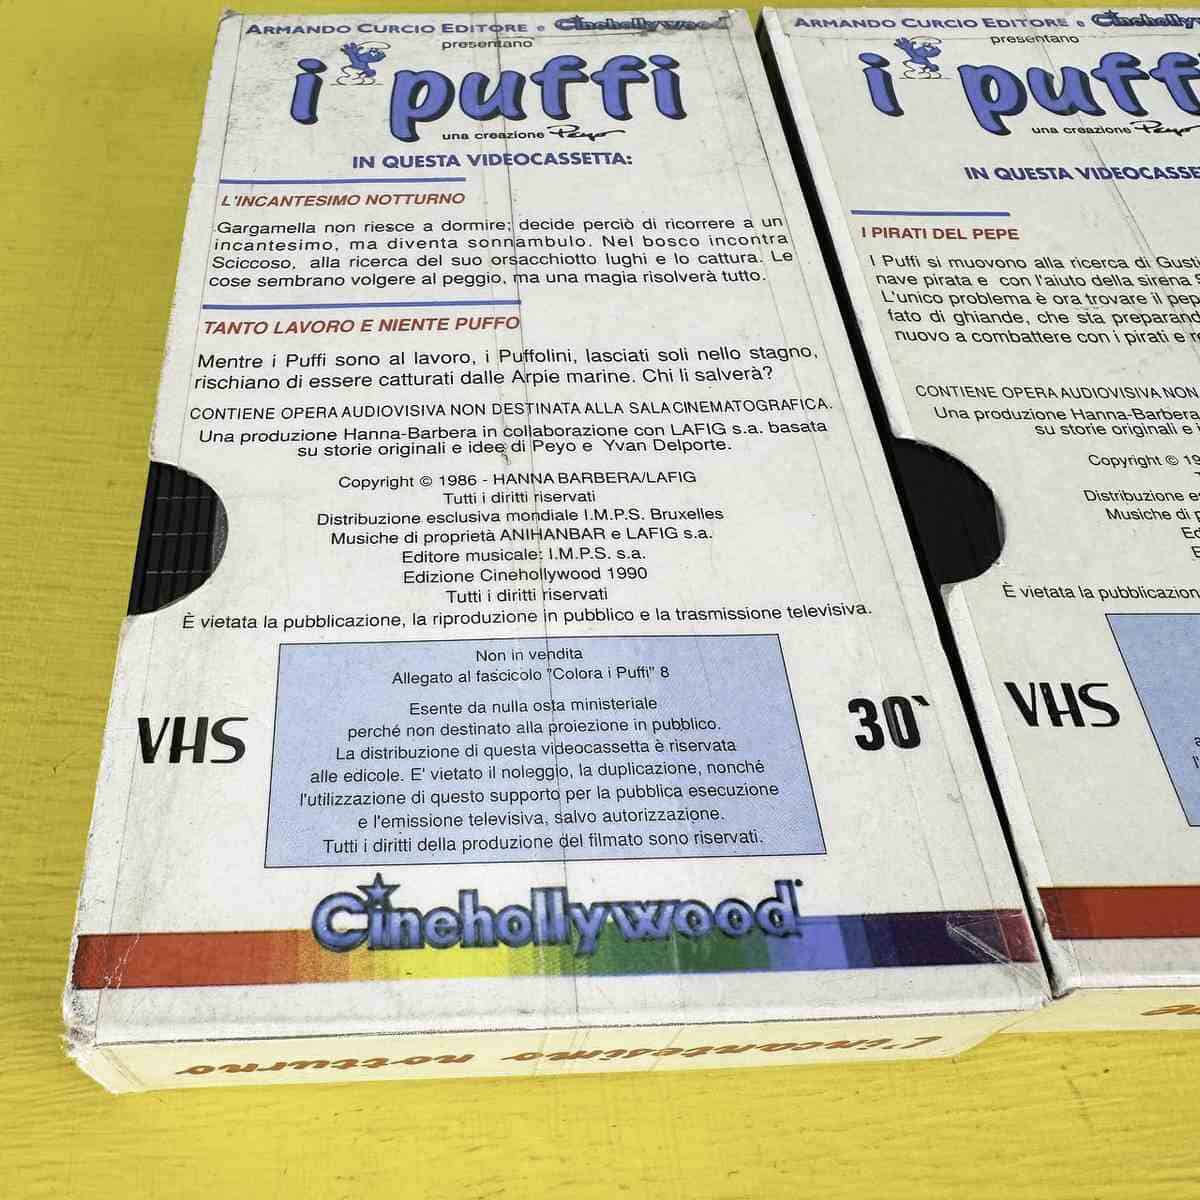 ARMANDO CURCIO EDITORE e Cinehollywood
presentano
i puffi
una creazione Peyo
IN QUESTA VIDEOCASSETTA:
L'INCANTESIMO NOTTURNO
Gargamella non riesce a dormire; decide perciò di ricorrere a un
incantesimo, ma diventa sonnambulo. Nel bosco incontra
Sciccoso, alla ricerca del suo orsacchiotto lughi e lo cattura. Le
cose sembrano volgere al peggio, ma una magia risolverà tutto.
TANTO LAVORO E NIENTE PUFFO
Mentre i Puffi sono al lavoro, i Puffolini, lasciati soli nello stagno,
rischiano di essere catturati dalle Arpie marine. Chi li salverà?
CONTIENE OPERA AUDIOVISIVA NON DESTINATA ALLA SALA CINEMATOGRAFICA.
Una produzione Hanna-Barbera in collaborazione con LAFIG s.a. basata
su storie originali e idee di Peyo e Yvan Delporte.
Copyright © 1986 - HANNA BARBERA/LAFIG
Tutti i diritti riservati
Distribuzione esclusiva mondiale I.M.P.S. Bruxelles
Musiche di proprietà ANIHANBAR e LAFIG s.a.
Editore musicale: I.M.P.S. s.a.
Edizione Cinehollywood 1990
Tutti i diritti riservati
È vietata la pubblicazione, la riproduzione in pubblico e la trasmissione televisiva.
Non in vendita
Allegato al fascicolo "Colora i Puffi" 8
Esente da nulla osta ministeriale
perché non destinato alla proiezione in pubblico.
La distribuzione di questa videocassetta è riservata
alle edicole. E' vietato il noleggio, la duplicazione, nonché
l'utilizzazione di questo supporto per la pubblica esecuzione
e l'emissione televisiva, salvo autorizzazione.
Tutti i diritti della produzione del filmato sono riservati.
VHS
30'
Cinehollywood
L'incantesimo notturno
ARMANDO CURCIO EDITORE e
presentano
i puff
una creazione Peyo
IN QUESTA
I PIRATI DEL PEPE
I Puffi si muovono alla ricerca di
nave pirata e con l'aiuto della sirena
L'unico problema è ora trovare il
fato di ghiande, che sta
nuovo a combattere con i pirati e
CONTIENE OPERA AUDIOVISIVA NON
Una produzione Hanna-Barbera
su storie originali e
Copyright ©
Distribuzione
Musiche di
È vietata la
VHS